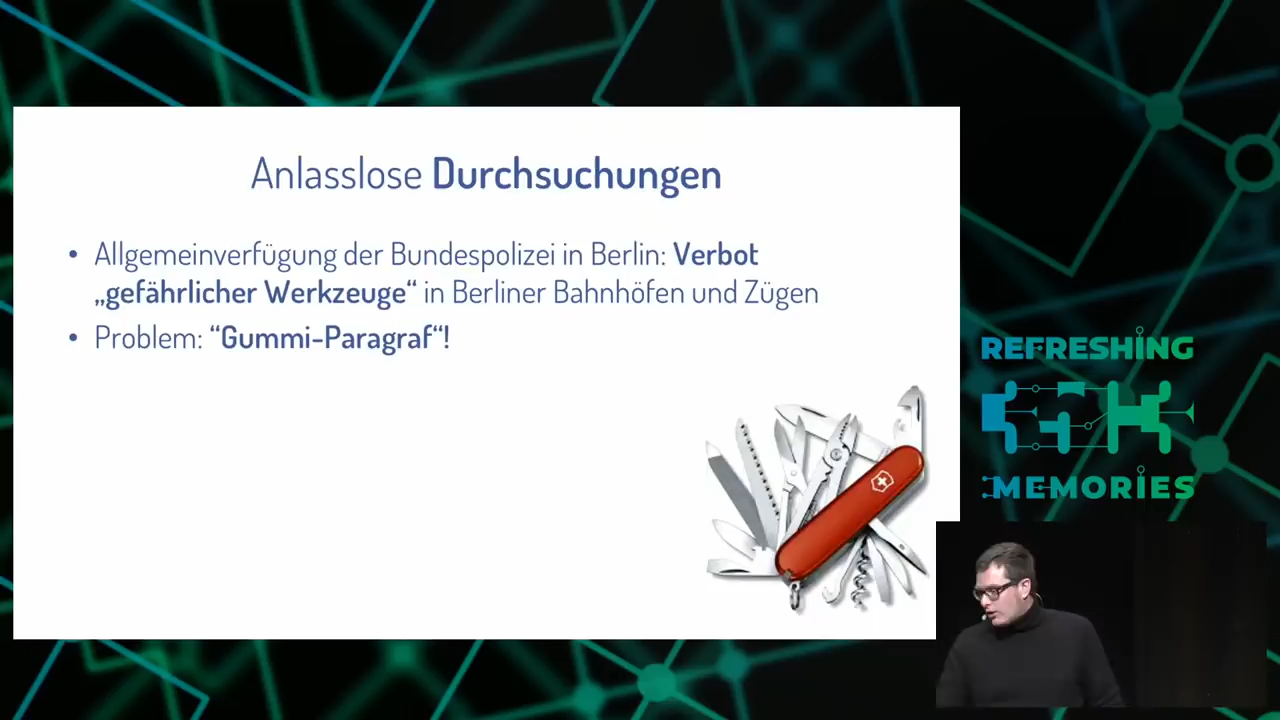 Anlasslose Durchsuchungen
• Allgemeinverfügung der Bundespolizei in Berlin: Verbot
„gefährlicher Werkzeuge“ in Berliner Bahnhöfen und Zügen
• Problem: “Gummi-Paragraf“!
REFRESHING
35K
MEMORIES